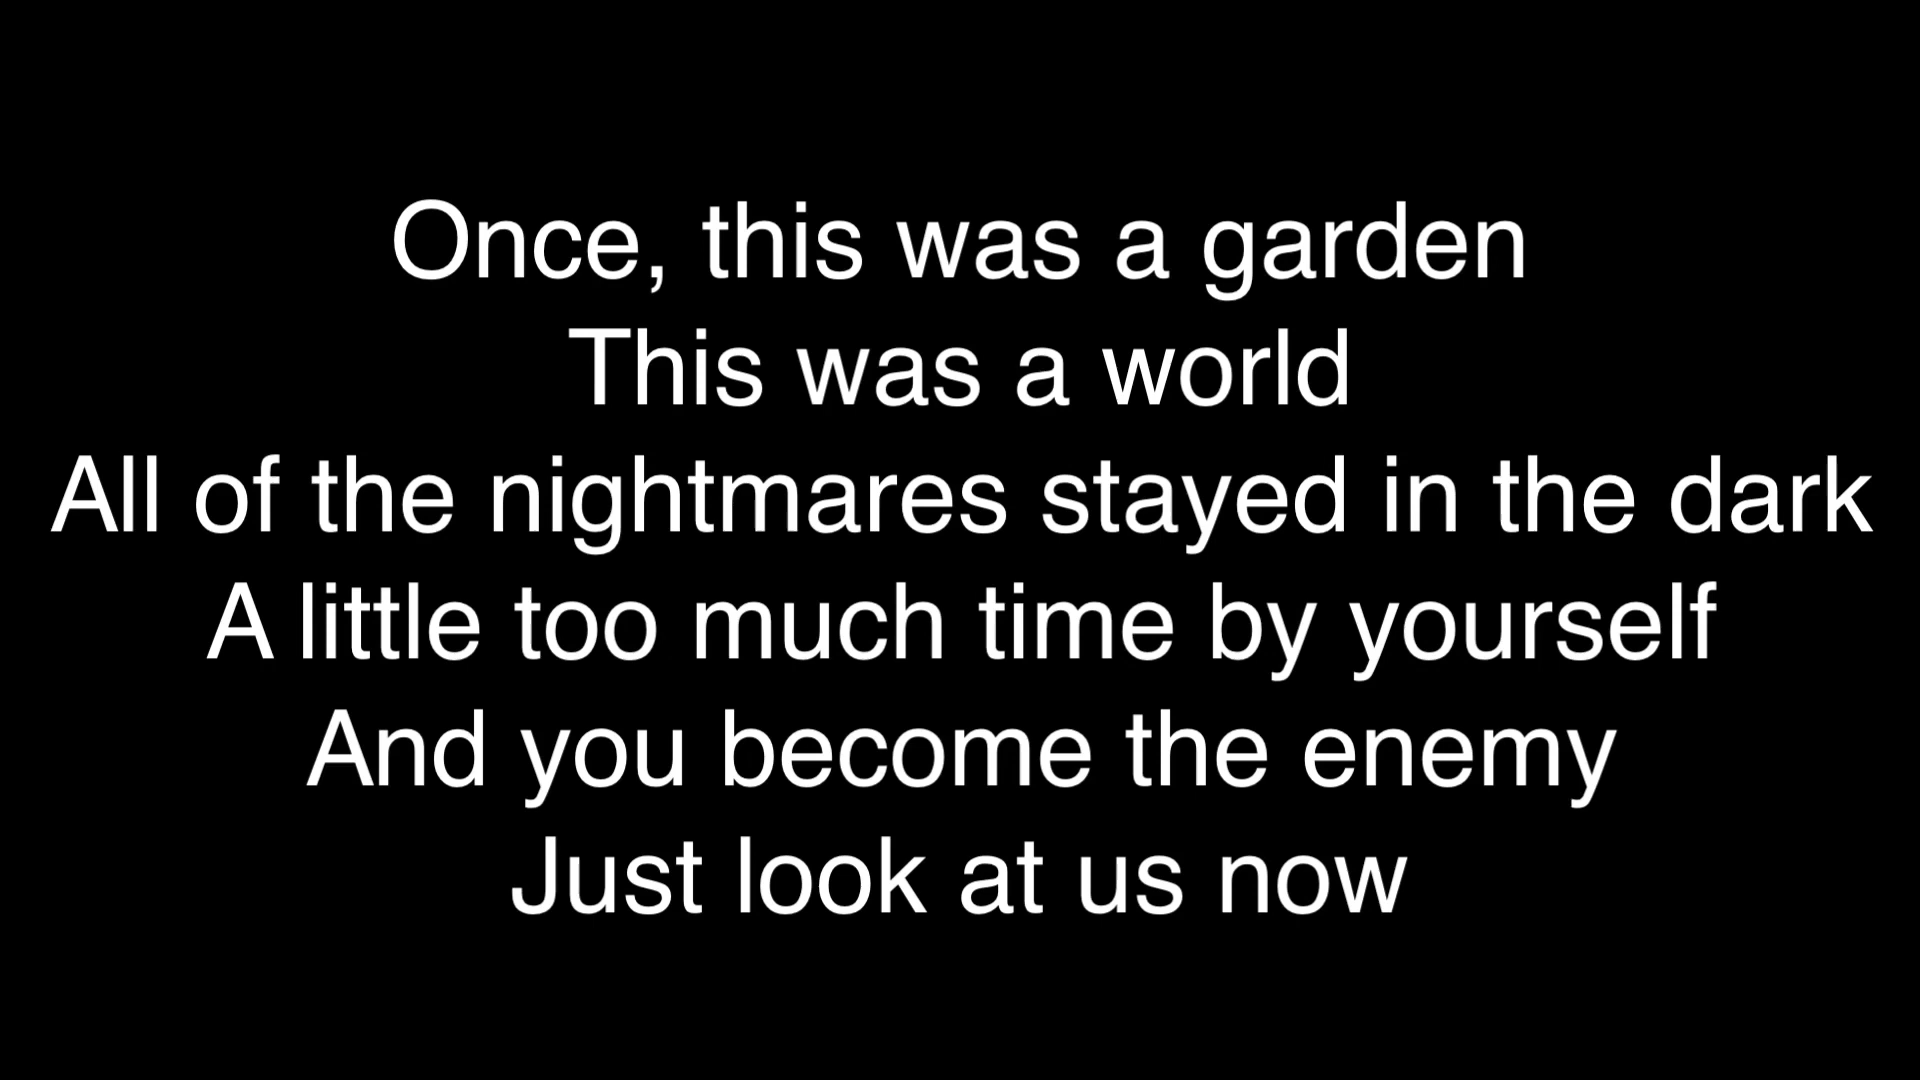 Once, this was a garden
This was a world
All of the nightmares stayed in the dark
A little too much time by yourself
And you become the enemy
Just look at us now